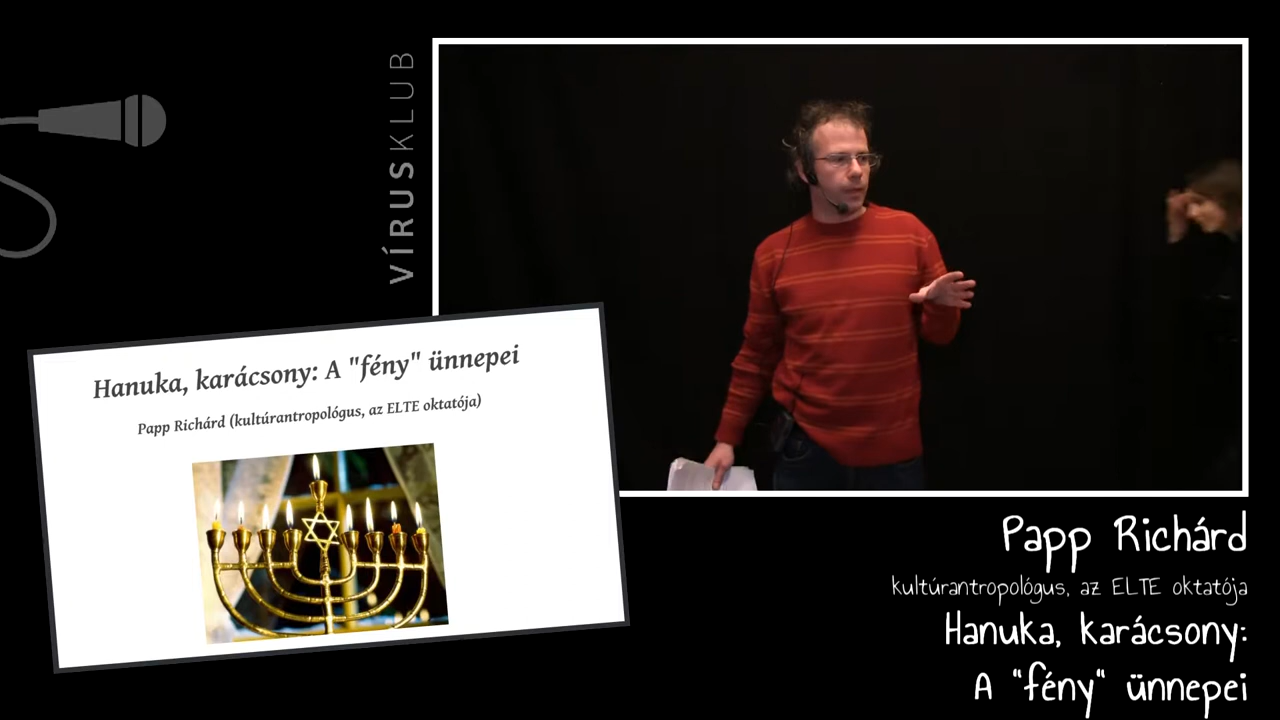 VÍRUSKLUB
Hanuka, karácsony: A "fény" ünnepei
Papp Richárd (kultúrantropológus, az ELTE oktatója)
Papp Richárd
kultúrantropológus, az ELTE oktatója
Hanuka, karácsony:
A "fény" ünnepei